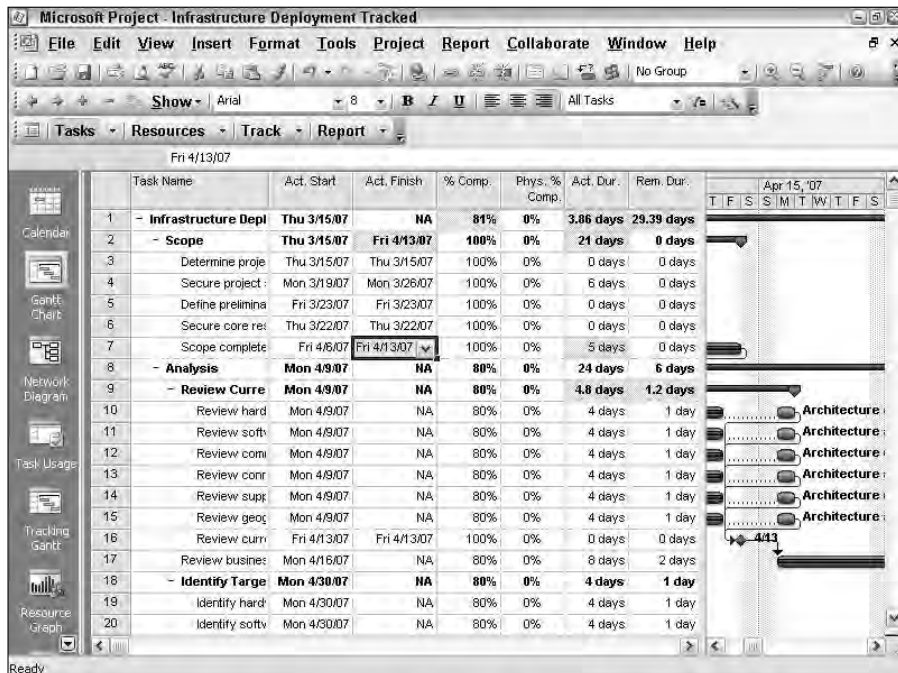 Microsoft Project - Infrastructure Deployment Tracked
File Edit View Insert Format Tools Project Report Collaborate Window Help
No Group
Show Arial 8 B I U All Tasks
Tasks Resources Track Report
Fri 4/13/07
Task Name Act. Start Act. Finish % Comp. Phys. % Comp. Act. Dur. Rem. Dur. Apr 15, '07
T F S S M T W T F S
1 - Infrastructure Depl Thu 3/15/07 NA 81% 0% 3.86 days 29.39 days
2 - Scope Thu 3/15/07 Fri 4/13/07 100% 0% 21 days 0 days
3 Determine proje Thu 3/15/07 Thu 3/15/07 100% 0% 0 days 0 days
4 Secure project Mon 3/19/07 Mon 3/26/07 100% 0% 6 days 0 days
5 Define prelimina Fri 3/23/07 Fri 3/23/07 100% 0% 0 days 0 days
6 Secure core re Thu 3/22/07 Thu 3/22/07 100% 0% 0 days 0 days
7 Scope complete Fri 4/6/07 Fri 4/13/07 100% 0% 5 days 0 days
8 - Analysis Mon 4/9/07 NA 80% 0% 24 days 6 days
9 - Review Curre Mon 4/9/07 NA 80% 0% 4.8 days 1.2 days
10 Review hard Mon 4/9/07 NA 80% 0% 4 days 1 day Architecture
11 Review soft Mon 4/9/07 NA 80% 0% 4 days 1 day Architecture
12 Review com Mon 4/9/07 NA 80% 0% 4 days 1 day Architecture
13 Review conr Mon 4/9/07 NA 80% 0% 4 days 1 day Architecture
14 Review supp Mon 4/9/07 NA 80% 0% 4 days 1 day Architecture
15 Review geog Mon 4/9/07 NA 80% 0% 4 days 1 day Architecture
16 Review curr Fri 4/13/07 Fri 4/13/07 100% 0% 0 days 0 days 4/13
17 Review busines Mon 4/16/07 NA 80% 0% 8 days 2 days
18 - Identify Targe Mon 4/30/07 NA 80% 0% 4 days 1 day
19 Identify hard Mon 4/30/07 NA 80% 0% 4 days 1 day
20 Identify soft Mon 4/30/07 NA 80% 0% 4 days 1 day
Calendar
Gantt
Chart
Network
Diagram
Task Usage
Tracking
Gantt
Resource
Graph
Ready